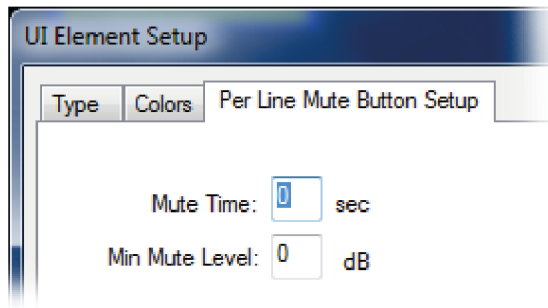 UI Element Setup
Type Colors Per Line Mute Button Setup
Mute Time: 0 sec
Min Mute Level: 0 dB